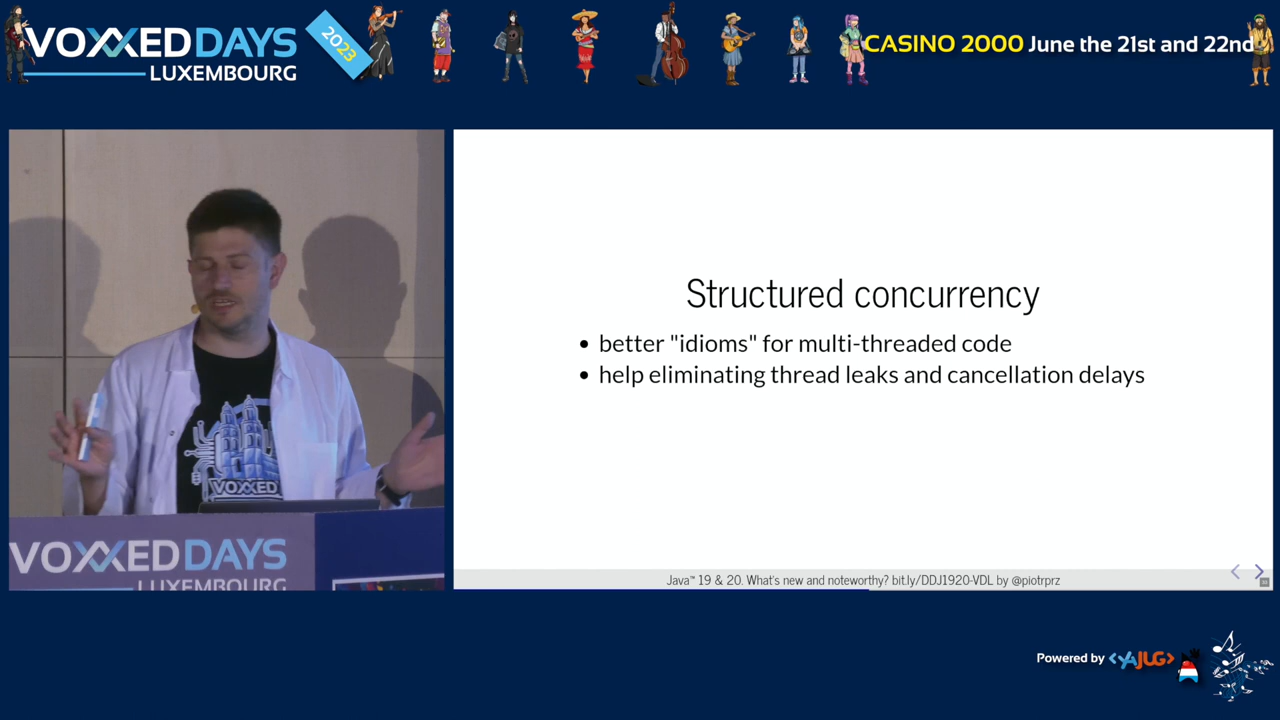 VOXXED DAYS
LUXEMBOURG
2023
CASINO 2000 June the 21st and 22nd
Structured concurrency
• better "idioms" for multi-threaded code
• help eliminating thread leaks and cancellation delays
Java™ 19 & 20. What's new and noteworthy? bit.ly/DDJ1920-VDL by @piotrprz
VOXXED
VOXXED DAYS
LUXEMBOURG
Powered by <YAJUG>